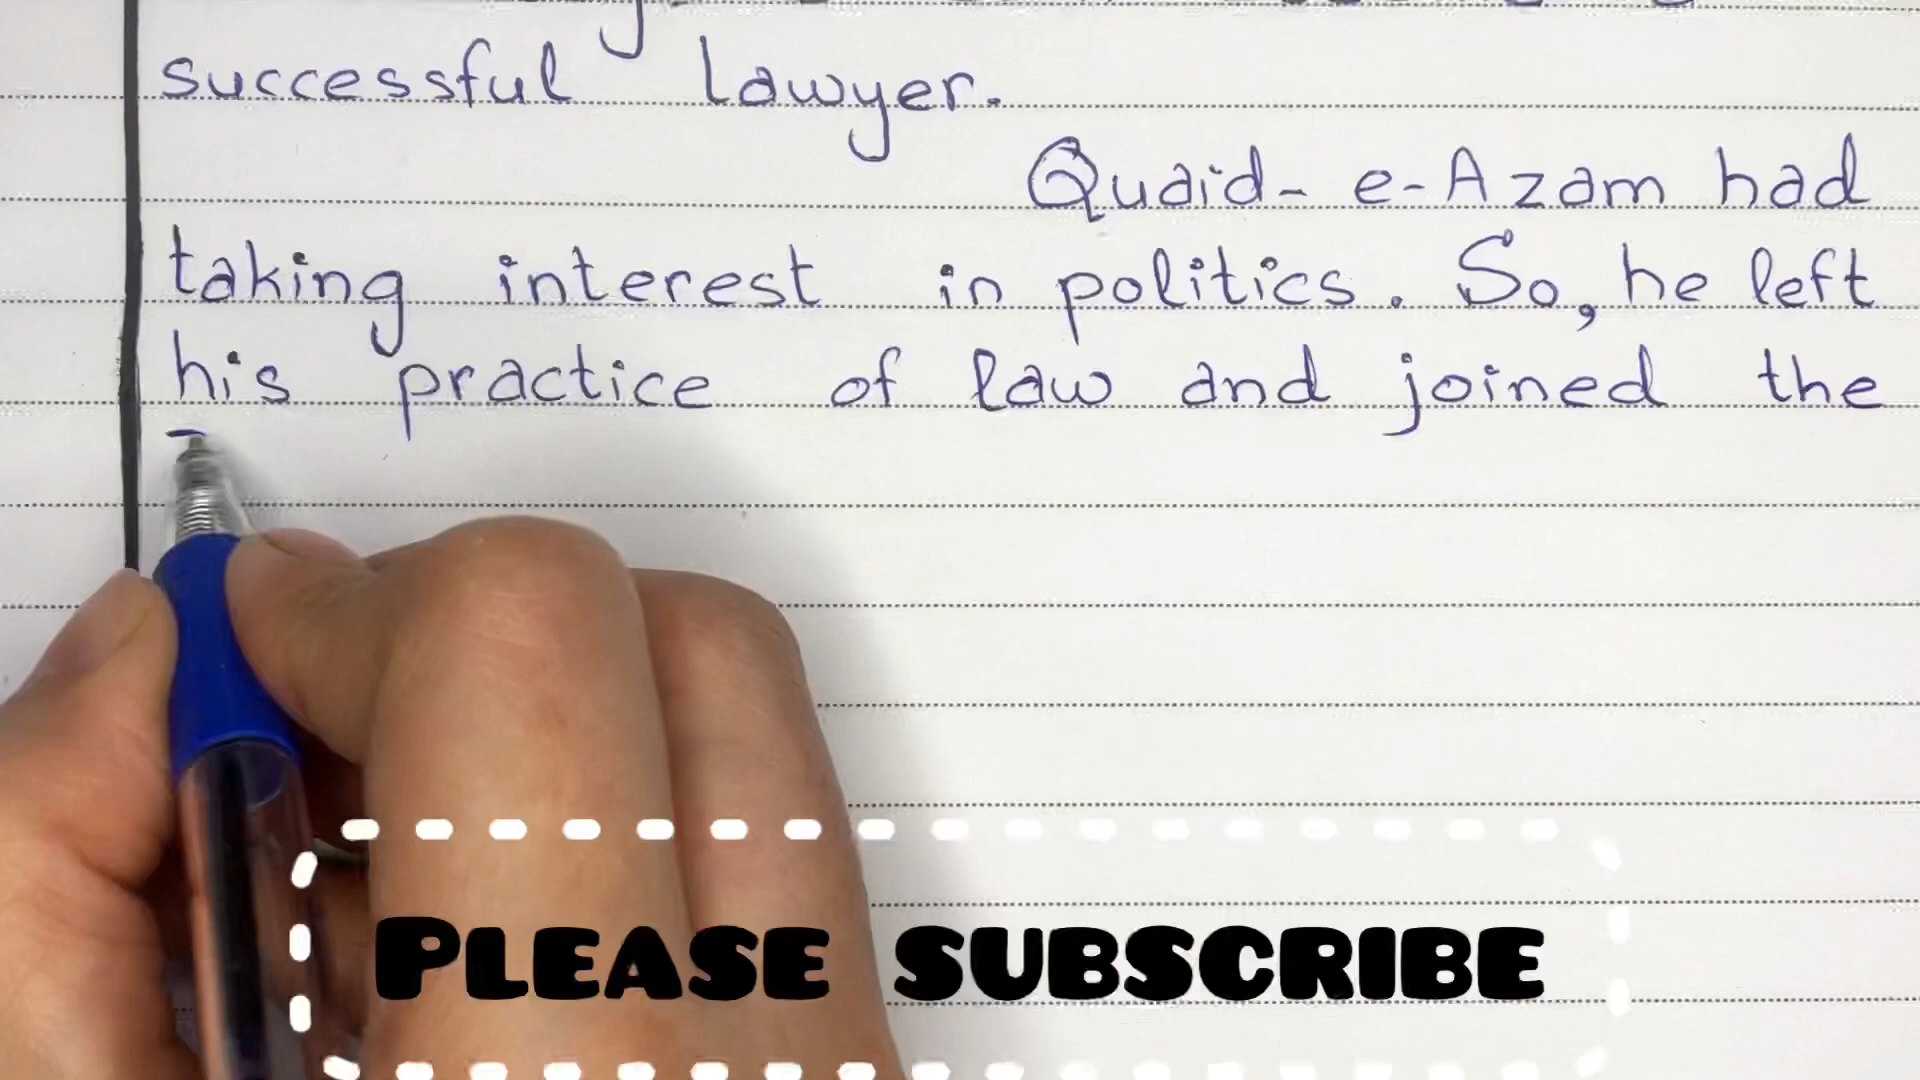 successful lawyer.
Quaid-e-Azam had
taking interest in politics. So, he left
his practice of law and joined the
PLEASE SUBSCRIBE